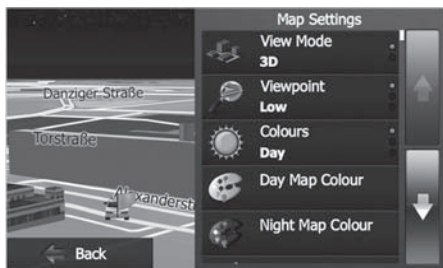 Map Settings
View Mode
3D
Viewpoint
Low
Colours
Day
Day Map Colour
Night Map Colour
Danziger Straße
Torstraße
Alexanderst
Back